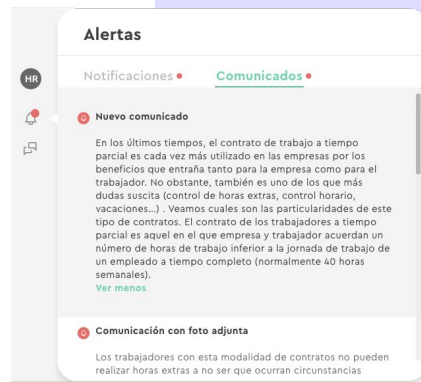 Alertas
HR
Notificaciones
Comunicados
Nuevo comunicado
En los últimos tiempos, el contrato de trabajo a tiempo
parcial es cada vez más utilizado en las empresas por los
beneficios que entraña tanto para la empresa como para el
trabajador. No obstante, también es uno de los que más
dudas suscita (control de horas extras, control horario,
vacaciones...) . Veamos cuales son las particularidades de este
tipo de contratos. El contrato de los trabajadores a tiempo
parcial es aquel en el que empresa y trabajador acuerdan un
número de horas de trabajo inferior a la jornada de trabajo de
un empleado a tiempo completo (normalmente 40 horas
semanales).
Ver menos
Comunicación con foto adjunta
Los trabajadores con esta modalidad de contratos no pueden
realizar horas extras a no ser que ocurran circunstancias